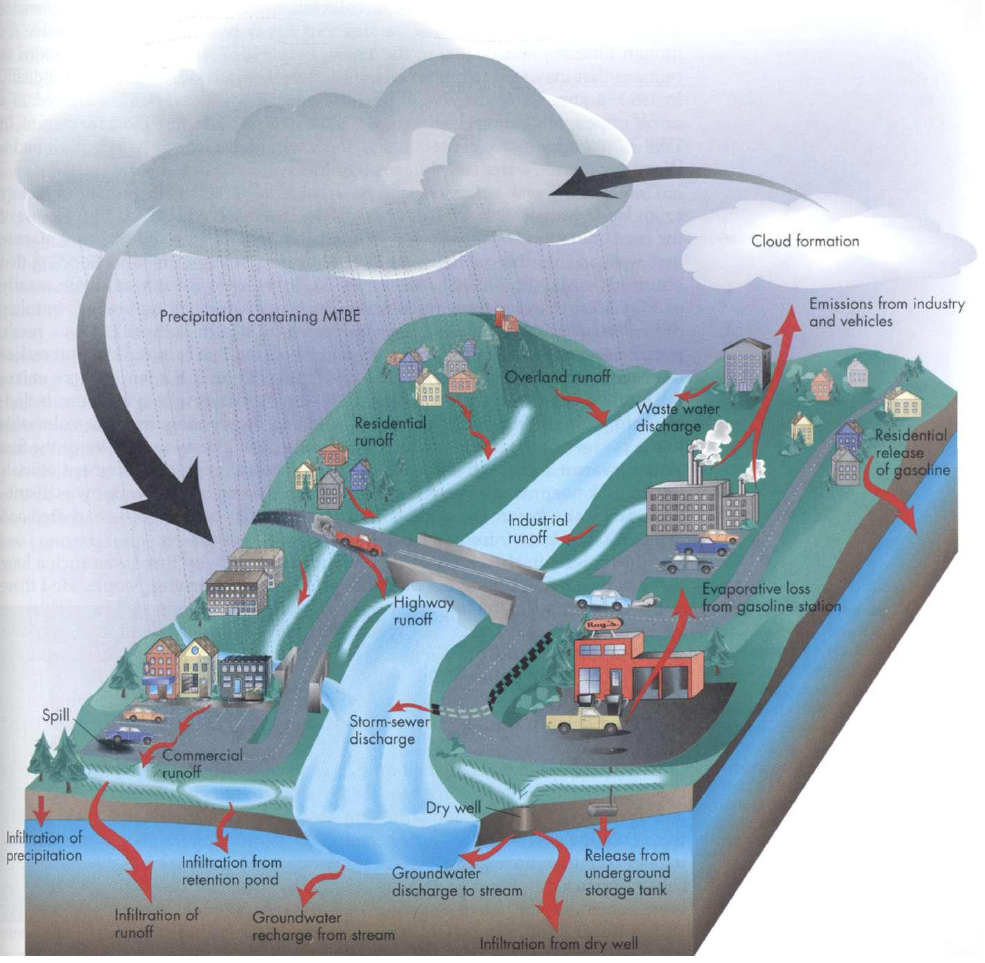 Cloud formation
Emissions from industry
and vehicles
Precipitation containing MTBE
Overland runoff
Waste water
discharge
Residential
runoff
Residential
release
of gasoline
Industrial
runoff
Evaporative loss
from gasoline station
Highway
runoff
Ray's
Spill
Storm-sewer
discharge
Commercial
runoff
Dry well
Infiltration of
precipitation
Infiltration from
retention pond
Groundwater
discharge to stream
Release from
underground
storage tank
Infiltration of
runoff
Groundwater
recharge from stream
Infiltration from dry well